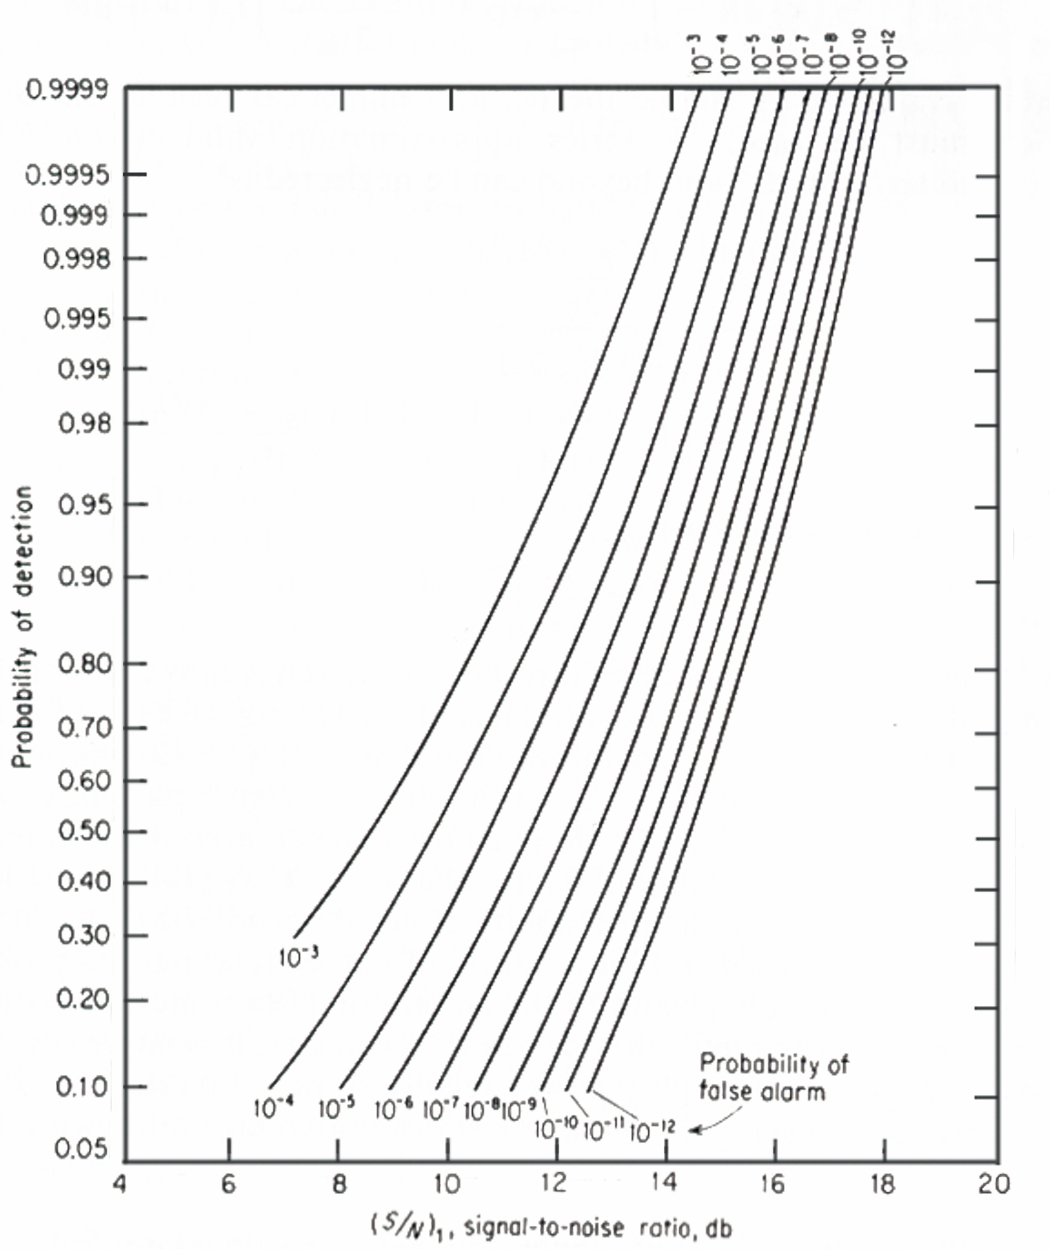 10⁻³ 10⁻⁴ 10⁻⁵ 10⁻⁶ 10⁻⁷ 10⁻⁸ 10⁻¹⁰ 10⁻¹²
0.9999
0.9995
0.999
0.998
0.995
0.99
0.98
0.95
0.90
0.80
0.70
0.60
0.50
0.40
0.30
0.20
0.10
0.05
Probability of detection
10⁻³
Probability of
false alarm
10⁻⁴ 10⁻⁵ 10⁻⁶ 10⁻⁷ 10⁻⁸ 10⁻⁹
10⁻¹⁰ 10⁻¹¹ 10⁻¹²
4 6 8 10 12 14 16 18 20
(S/N)₁, signal-to-noise ratio, db